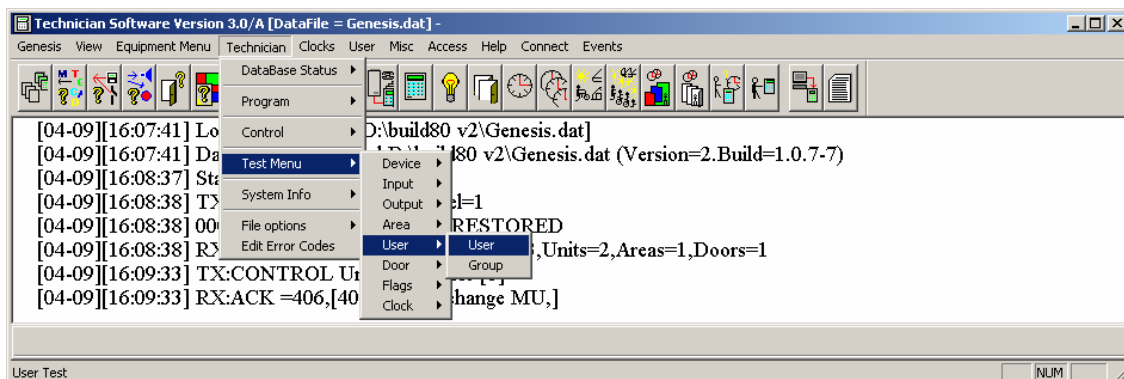 Technician Software Version 3.0/A [DataFile = Genesis.dat] -
Genesis View Equipment Menu Technician Clocks User Misc Access Help Connect Events
DataBase Status
Program
Control
Test Menu
System Info
File options
Edit Error Codes
Device
Input
Output
Area
User
Door
Flags
Clock
User
Group
[04-09][16:07:41] Lo D:\build80 v2\Genesis.dat]
[04-09][16:07:41] Da 80 v2\Genesis.dat (Version=2.Build=1.0.7-7)
[04-09][16:08:37] Sta
[04-09][16:08:38] TX el=1
[04-09][16:08:38] 00 RESTORED
[04-09][16:08:38] RX ,Units=2,Areas=1,Doors=1
[04-09][16:09:33] TX:CONTROL Un
[04-09][16:09:33] RX:ACK =406,[40 hange MU,]
User Test
NUM